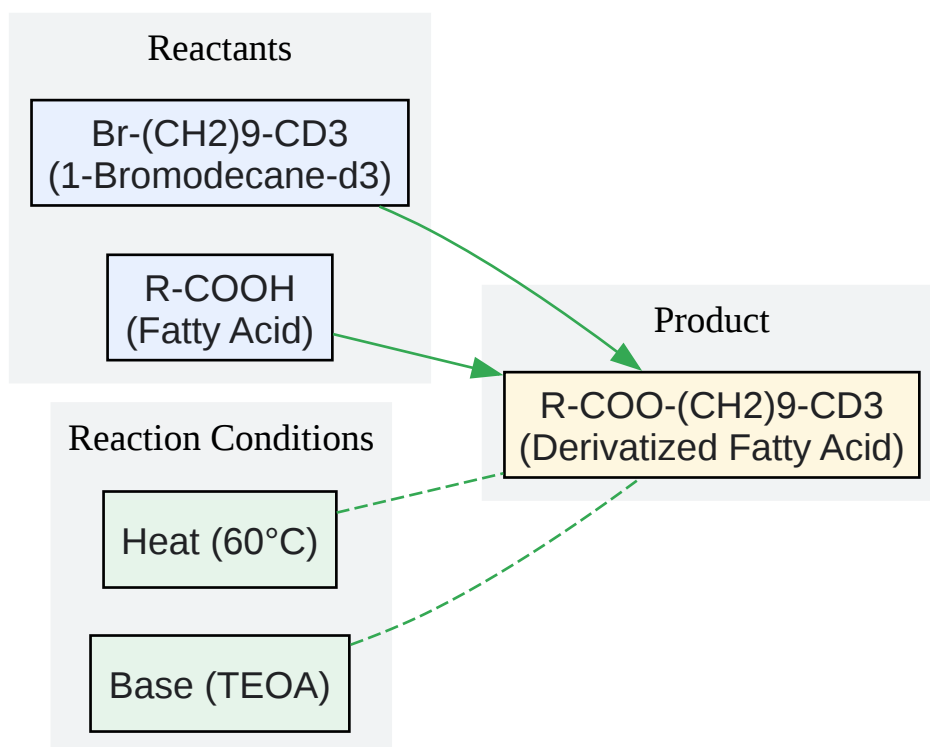 Reactants
Br-(CH2)9-CD3
(1-Bromodecane-d3)
R-COOH
(Fatty Acid)
Product
R-COO-(CH2)9-CD3
(Derivatized Fatty Acid)
Reaction Conditions
Heat (60°C)
Base (TEOA)